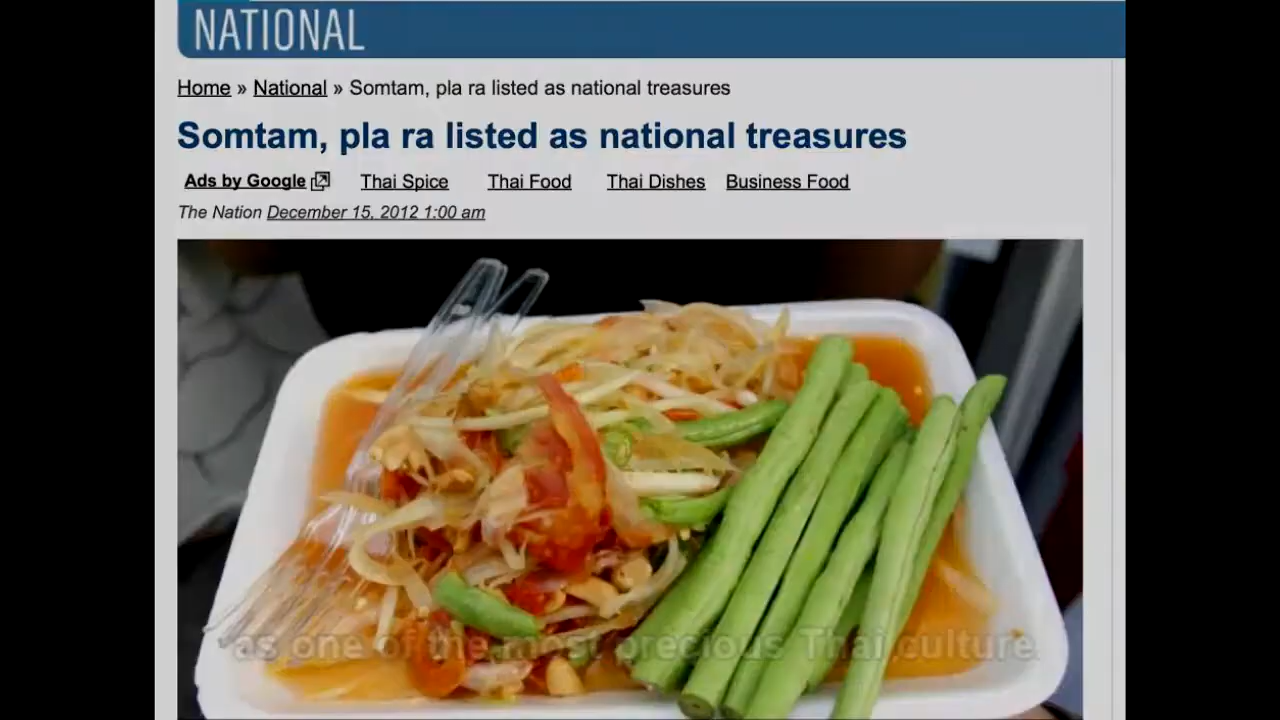 NATIONAL
Home » National » Somtam, pla ra listed as national treasures
Somtam, pla ra listed as national treasures
Ads by Google Thai Spice Thai Food Thai Dishes Business Food
The Nation December 15, 2012 1:00 am
as one of the most precious Thai culture.